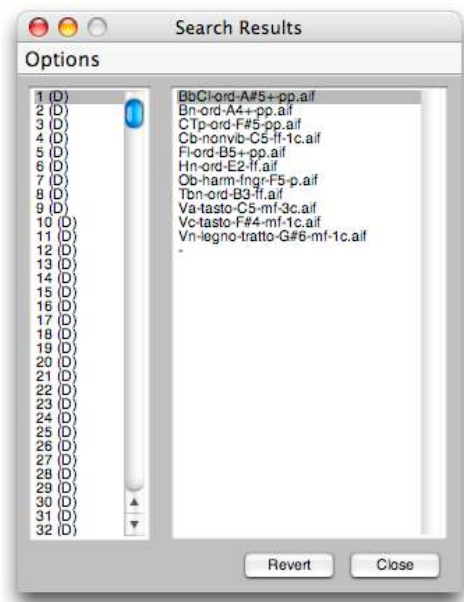 Search Results
Options
1 (D)
2 (D)
3 (D)
4 (D)
5 (D)
6 (D)
7 (D)
8 (D)
9 (D)
10 (D)
11 (D)
12 (D)
13 (D)
14 (D)
15 (D)
16 (D)
17 (D)
18 (D)
19 (D)
20 (D)
21 (D)
22 (D)
23 (D)
24 (D)
25 (D)
26 (D)
27 (D)
28 (D)
29 (D)
30 (D)
31 (D)
32 (D)
BbCl-ord-A#5+-pp.aif
Bn-ord-A4+-pp.aif
CTp-ord-F#5-pp.aif
Cb-nonvib-C5-ff-1c.aif
Fl-ord-B5+-pp.aif
Hn-ord-E2-ff.aif
Ob-harm-fngr-F5-p.aif
Tbn-ord-B3-ff.aif
Va-tasto-C5-mf-3c.aif
Vc-tasto-F#4-mf-1c.aif
Vn-legno-tratto-G#6-mf-1c.aif
-
Revert
Close